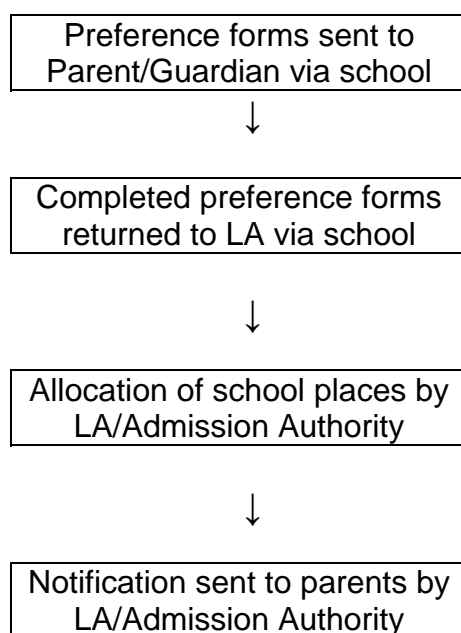 Preference forms sent to
Parent/Guardian via school
↓
Completed preference forms
returned to LA via school
↓
Allocation of school places by
LA/Admission Authority
↓
Notification sent to parents by
LA/Admission Authority